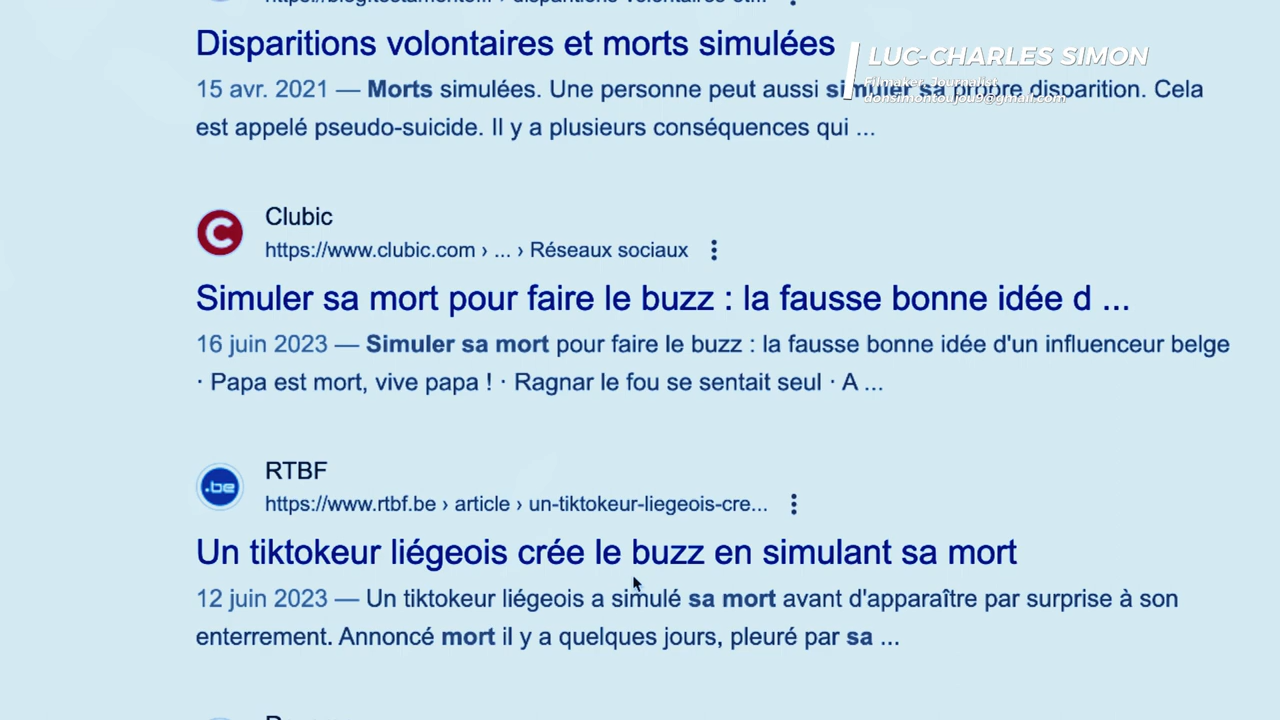 Disparitions volontaires et morts simulées
LUC-CHARLES SIMON
Filmaker, Journalist
donsimontoujou9@gmail.com
15 avr. 2021 — Morts simulées. Une personne peut aussi simuler sa propre disparition. Cela
est appelé pseudo-suicide. Il y a plusieurs conséquences qui ...
Clubic
https://www.clubic.com › ... › Réseaux sociaux
Simuler sa mort pour faire le buzz : la fausse bonne idée d ...
16 juin 2023 — Simuler sa mort pour faire le buzz : la fausse bonne idée d'un influenceur belge
· Papa est mort, vive papa ! · Ragnar le fou se sentait seul · A ...
.be
RTBF
https://www.rtbf.be › article › un-tiktokeur-liegeois-cre...
Un tiktokeur liégeois crée le buzz en simulant sa mort
12 juin 2023 — Un tiktokeur liégeois a simulé sa mort avant d'apparaître par surprise à son
enterrement. Annoncé mort il y a quelques jours, pleuré par sa ...